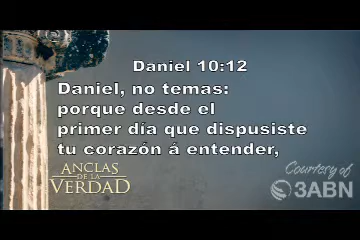 Daniel 10:12
Daniel, no temas:
porque desde el
primer día que dispusiste
tu corazón á entender,
ANCLAS
DE LA
VERDAD
Courtesy of
3ABN